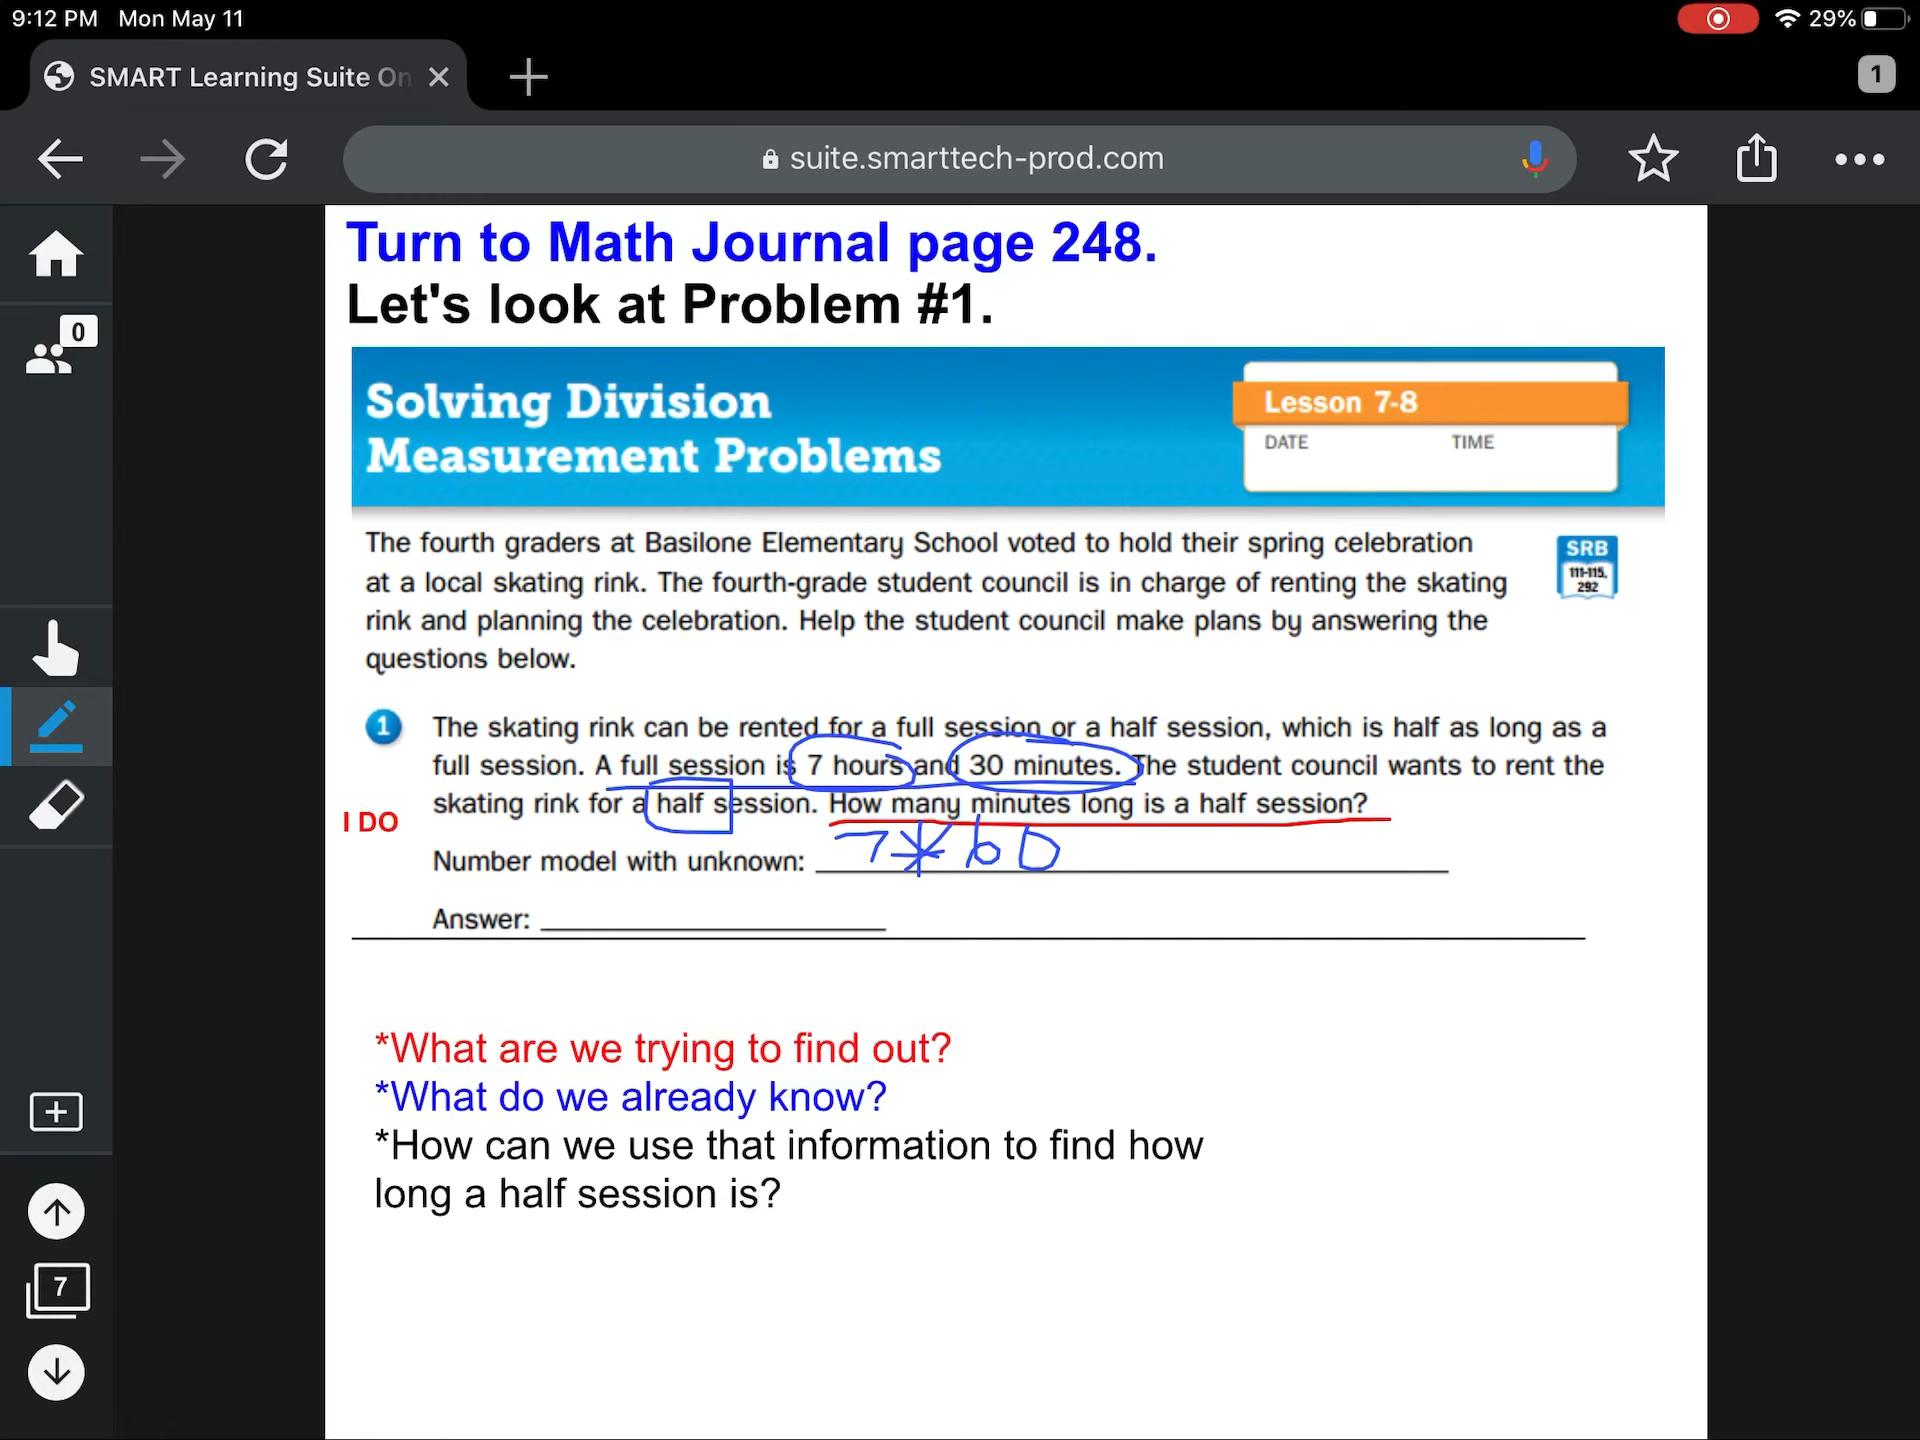 9:12 PM Mon May 11
29%
SMART Learning Suite On
1
suite.smarttech-prod.com
0
Turn to Math Journal page 248.
Let's look at Problem #1.
Solving Division
Measurement Problems
Lesson 7-8
DATE TIME
The fourth graders at Basilone Elementary School voted to hold their spring celebration
at a local skating rink. The fourth-grade student council is in charge of renting the skating
rink and planning the celebration. Help the student council make plans by answering the
questions below.
SRB
111-115,
292
1 The skating rink can be rented for a full session or a half session, which is half as long as a
full session. A full session is 7 hours and 30 minutes. The student council wants to rent the
skating rink for a half session. How many minutes long is a half session?
I DO
7*60
Number model with unknown:
Answer:
*What are we trying to find out?
*What do we already know?
*How can we use that information to find how
long a half session is?
7